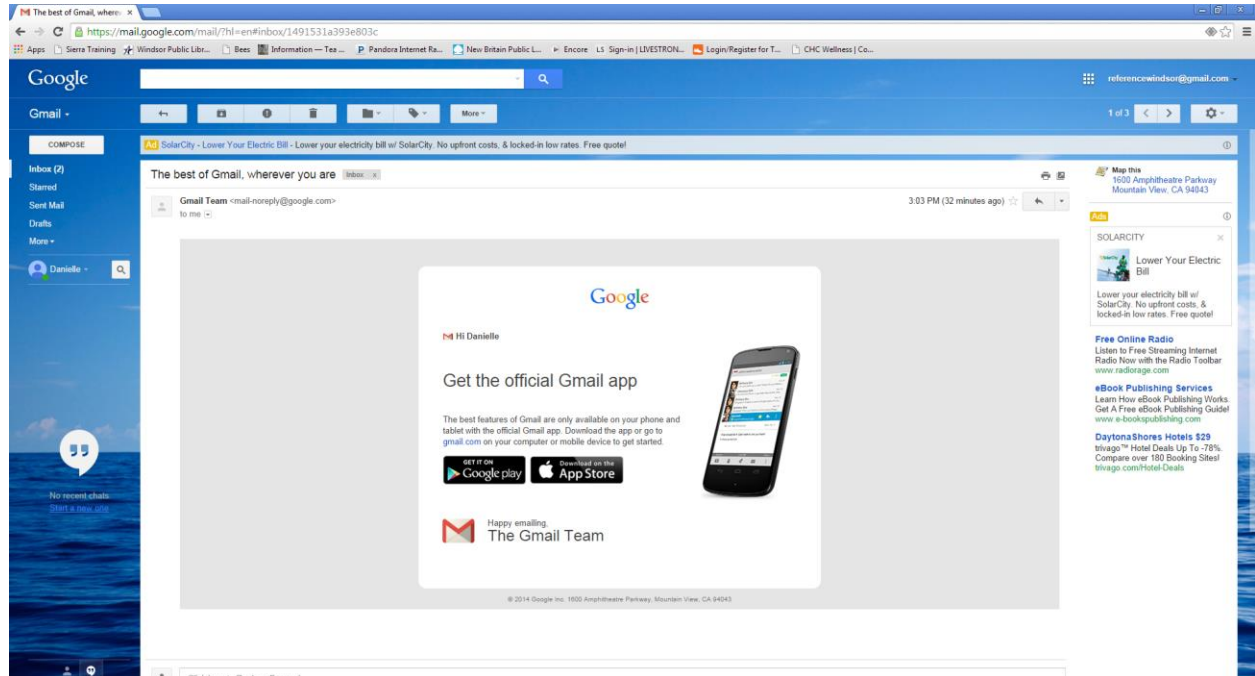 The best of Gmail, where
https://mail.google.com/mail/?hl=en#inbox/1491531a393e803c
Apps Sierra Training Windsor Public Libr... Bees Information — Tea ... Pandora Internet Ra... New Britain Public L... Encore LS Sign-in | LIVESTRON... Login/Register for T... CHC Wellness | Co...
Google
referencewindsor@gmail.com
Gmail
More
1 of 3
COMPOSE
Ad SolarCity - Lower Your Electric Bill - Lower your electricity bill w/ SolarCity. No upfront costs, & locked-in low rates. Free quote!
Inbox (2)
Starred
Sent Mail
Drafts
More
Danielle
No recent chats
Start a new one
The best of Gmail, wherever you are Inbox x
Gmail Team <mail-noreply@google.com>
to me
3:03 PM (32 minutes ago)
Google
Hi Danielle
Get the official Gmail app
The best features of Gmail are only available on your phone and
tablet with the official Gmail app. Download the app or go to
gmail.com on your computer or mobile device to get started.
GET IT ON
Google play
Download on the
App Store
Happy emailing,
The Gmail Team
© 2014 Google Inc. 1600 Amphitheatre Parkway, Mountain View, CA 94043
Map this
1600 Amphitheatre Parkway
Mountain View, CA 94043
Ads
SOLARCITY
Lower Your Electric
Bill
Lower your electricity bill w/
SolarCity. No upfront costs, &
locked-in low rates. Free quote!
Free Online Radio
Listen to Free Streaming Internet
Radio Now with the Radio Toolbar
www.radiorage.com
eBook Publishing Services
Learn How eBook Publishing Works.
Get A Free eBook Publishing Guide!
www.e-bookspublishing.com
DaytonaShores Hotels $29
trivago™ Hotel Deals Up To -78%.
Compare over 180 Booking Sites!
trivago.com/Hotel-Deals